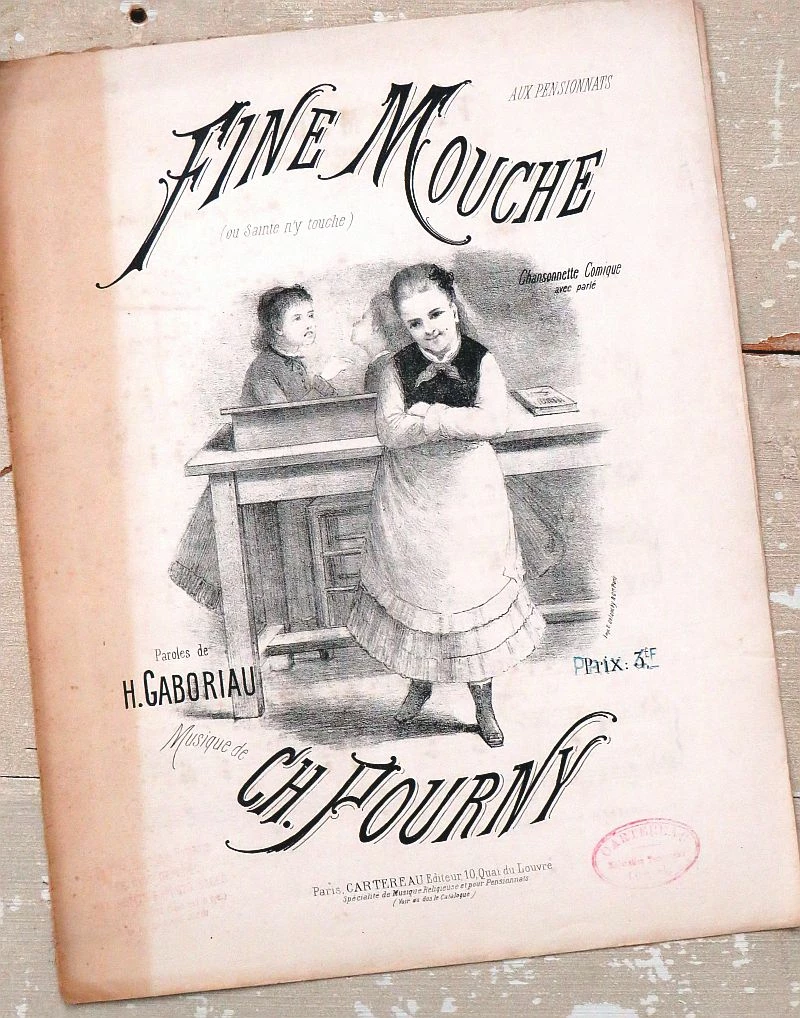 AUX PENSIONNATS
FINE MOUCHE
(ou Sainte n'y touche)
Chansonnette Comique
avec parlé
Paroles de
H. GABORIAU
Prix: 3F
Musique de
CH. POURNY
Paris, CARTEREAU Editeur 10, Quai du Louvre
Spécialité de Musique Religieuse et pour Pensionnats.
(Voir au dos le Catalogue)
CARTEREAU